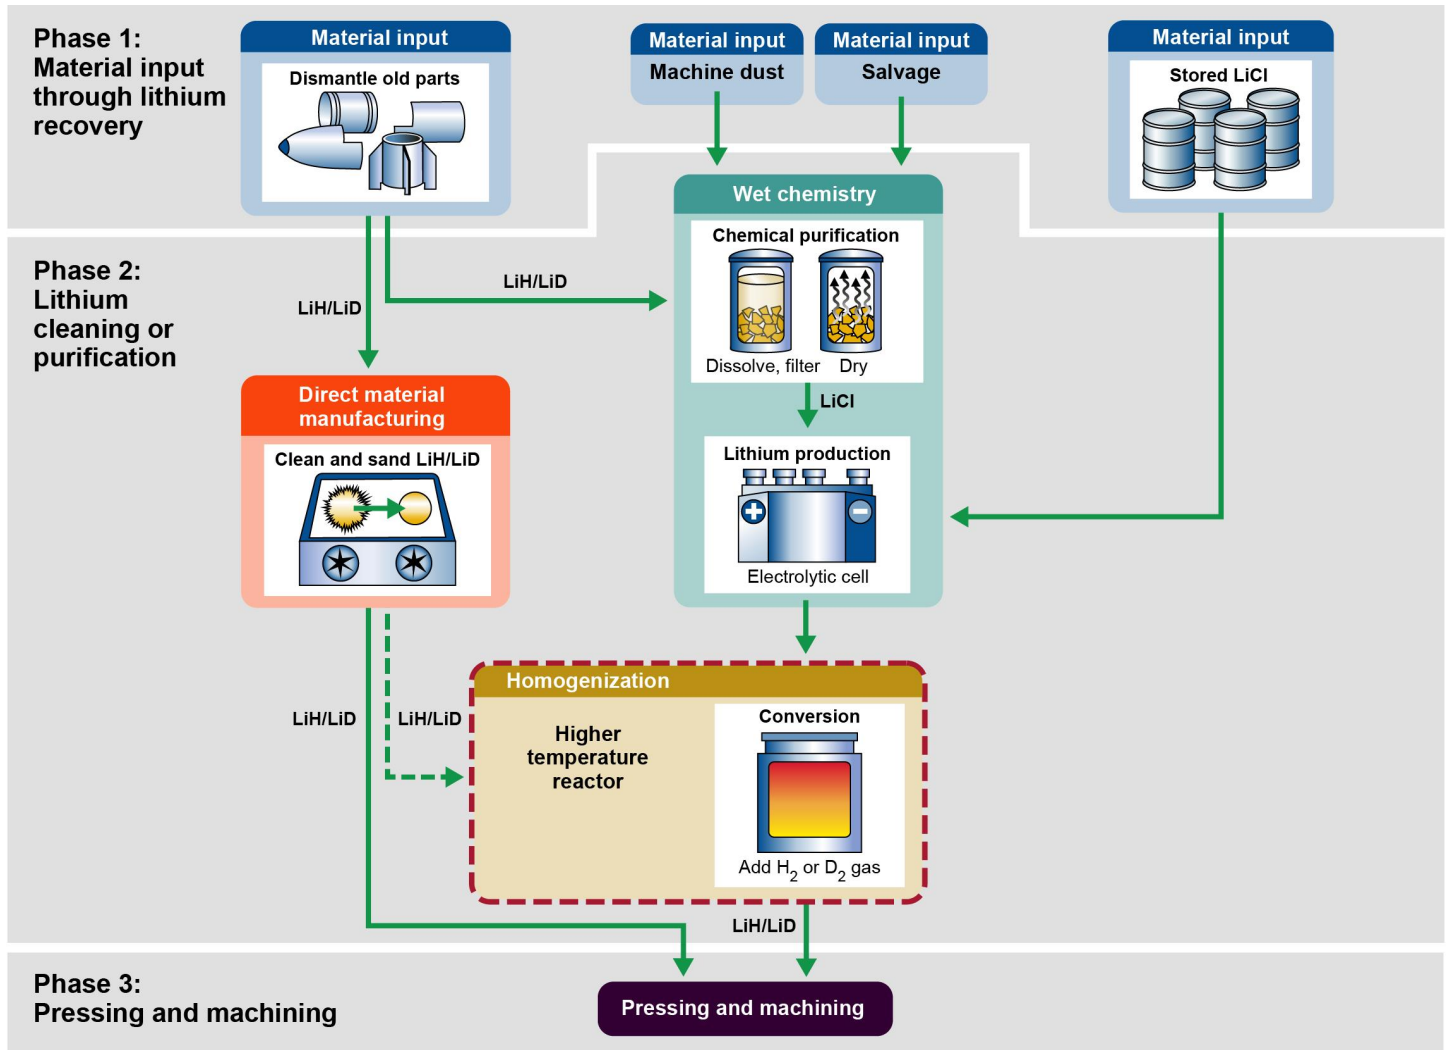 Phase 1:
Material input
through lithium
recovery
Material input
Dismantle old parts
Material input
Machine dust
Material input
Salvage
Material input
Stored LiCl
Phase 2:
Lithium
cleaning or
purification
LiH/LiD
LiH/LiD
Wet chemistry
Chemical purification
Dissolve, filter
Dry
LiCl
Lithium production
Electrolytic cell
Direct material
manufacturing
Clean and sand LiH/LiD
LiH/LiD
LiH/LiD
Homogenization
Higher
temperature
reactor
Conversion
Add H2 or D2 gas
LiH/LiD
Phase 3:
Pressing and machining
Pressing and machining